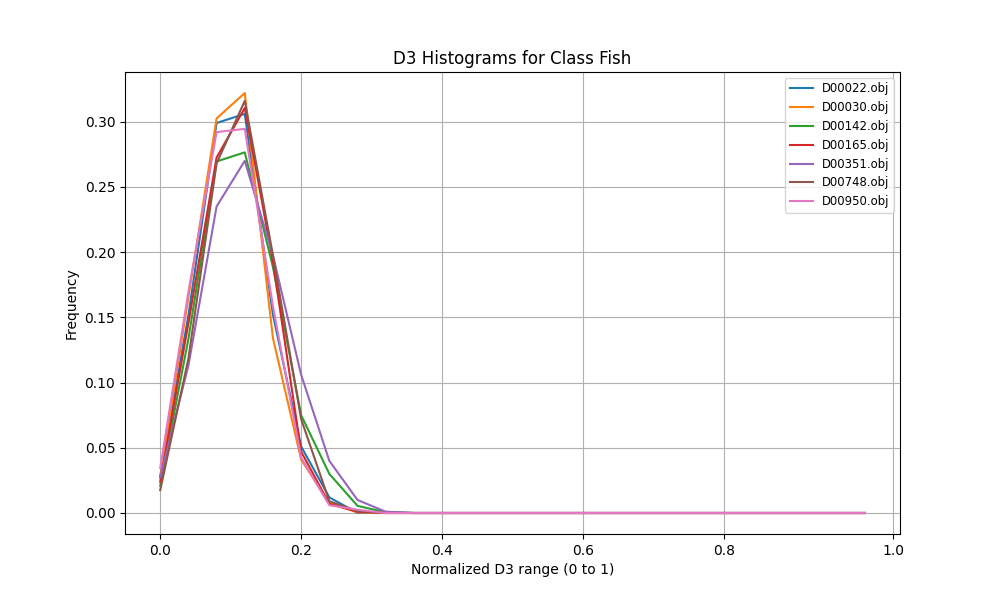 D3 Histograms for Class Fish
D00022.obj
D00030.obj
D00142.obj
D00165.obj
D00351.obj
D00748.obj
D00950.obj
0.30
0.25
0.20
0.15
0.10
0.05
0.00
Frequency
0.0 0.2 0.4 0.6 0.8 1.0
Normalized D3 range (0 to 1)